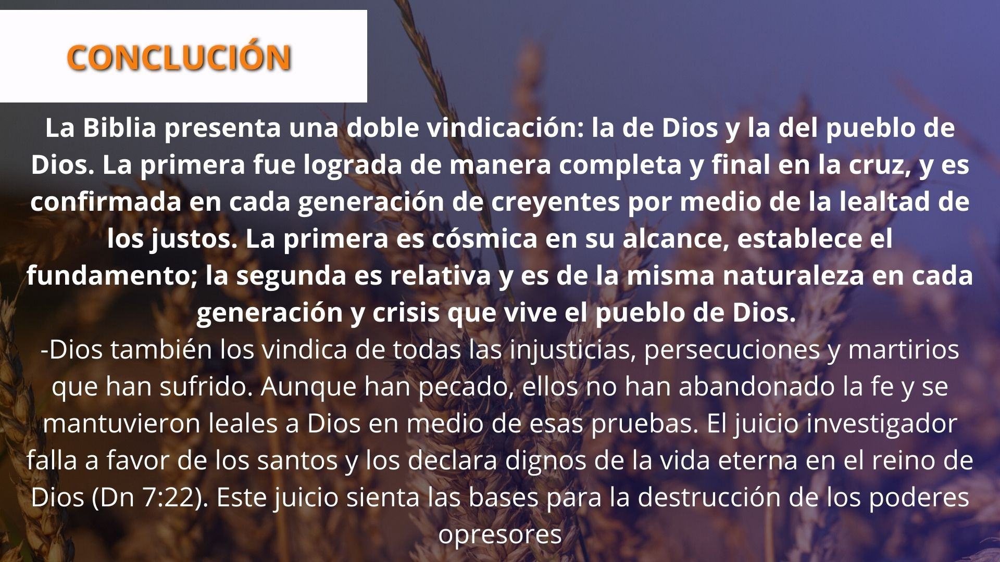 CONCLUCIÓN
La Biblia presenta una doble vindicación: la de Dios y la del pueblo de
Dios. La primera fue lograda de manera completa y final en la cruz, y es
confirmada en cada generación de creyentes por medio de la lealtad de
los justos. La primera es cósmica en su alcance, establece el
fundamento; la segunda es relativa y es de la misma naturaleza en cada
generación y crisis que vive el pueblo de Dios.
-Dios también los vindica de todas las injusticias, persecuciones y martirios
que han sufrido. Aunque han pecado, ellos no han abandonado la fe y se
mantuvieron leales a Dios en medio de esas pruebas. El juicio investigador
falla a favor de los santos y los declara dignos de la vida eterna en el reino de
Dios (Dn 7:22). Este juicio sienta las bases para la destrucción de los poderes
opresores